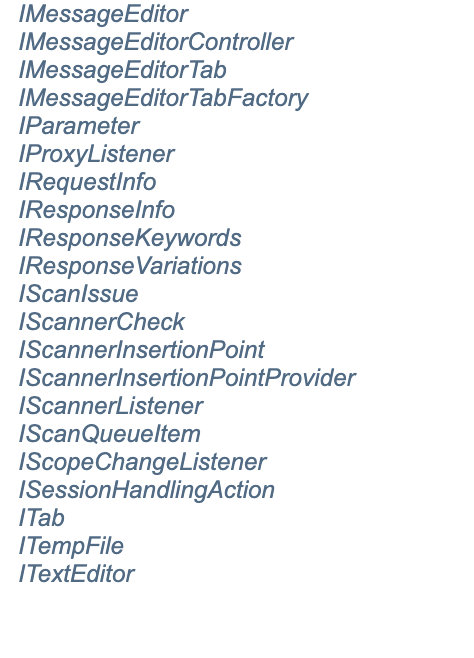 IMessageEditor
IMessageEditorController
IMessageEditorTab
IMessageEditorTabFactory
IParameter
IProxyListener
IRequestInfo
IResponseInfo
IResponseKeywords
IResponseVariations
IScanIssue
IScannerCheck
IScannerInsertionPoint
IScannerInsertionPointProvider
IScannerListener
IScanQueueItem
IScopeChangeListener
ISessionHandlingAction
ITab
ITempFile
ITextEditor